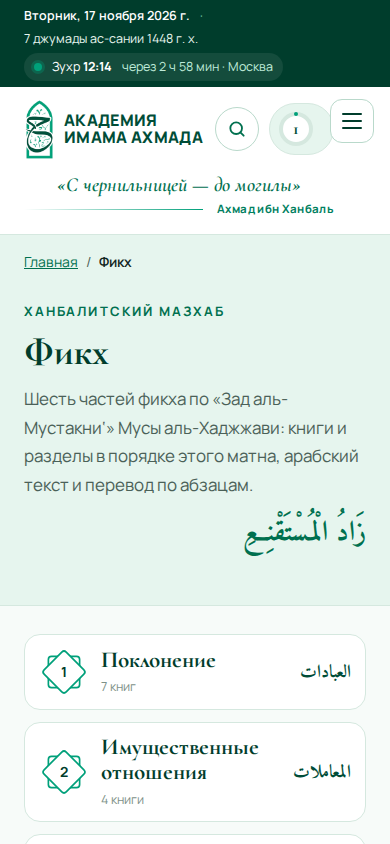 Вторник, 17 ноября 2026 г. ·
7 джумады ас-сании 1448 г. х.
Зухр 12:14 через 2 ч 58 мин · Москва
АКАДЕМИЯ
ИМАМА АХМАДА
1
«С чернильницей — до могилы»
Ахмад ибн Ханбаль
Главная / Фикх
ХАНБАЛИТСКИЙ МАЗХАБ
Фикх
Шесть частей фикха по «Зад аль-
Мустакниʻ» Мусы аль-Хаджжави: книги и
разделы в порядке этого матна, арабский
текст и перевод по абзацам.
زَادُ الْمُسْتَقْنِعِ
1 Поклонение العبادات
7 книг
Имущественные
2 отношения المعاملات
4 книги